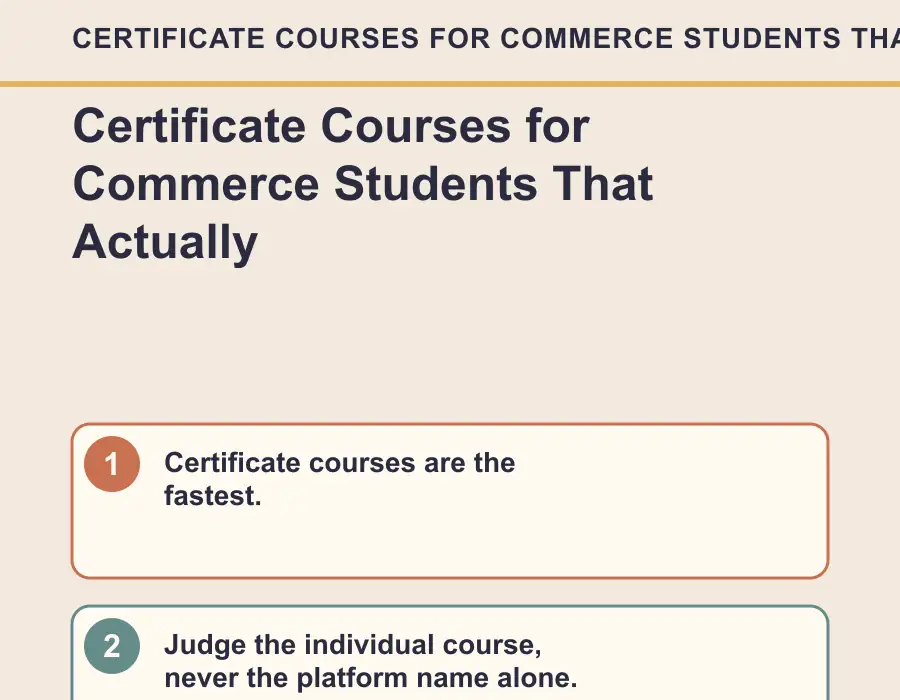 CERTIFICATE COURSES FOR COMMERCE STUDENTS THA
Certificate Courses for
Commerce Students That
Actually
1
Certificate courses are the
fastest.
2
Judge the individual course,
never the platform name alone.